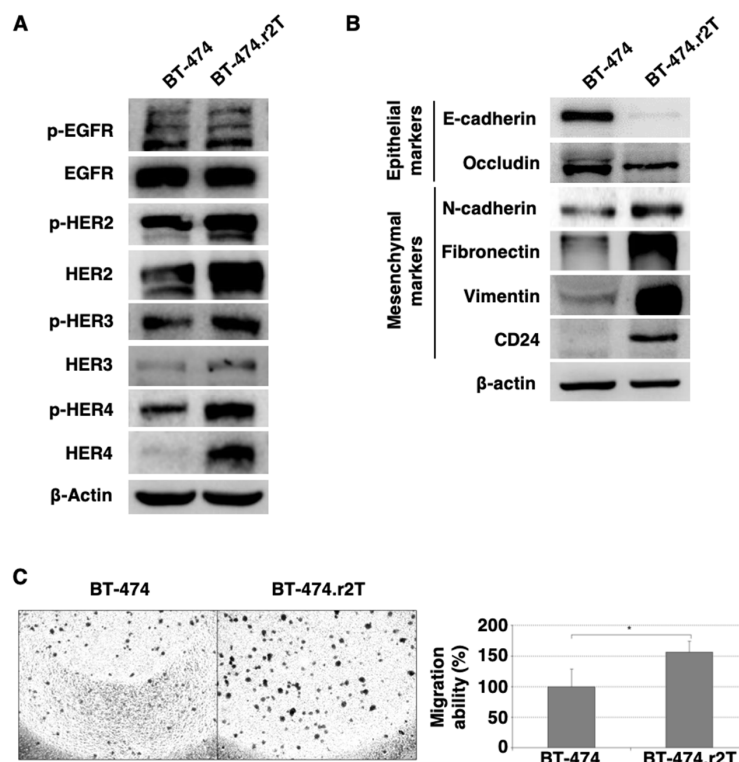 A
BT-474
BT-474.r2T
p-EGFR
EGFR
p-HER2
HER2
p-HER3
HER3
p-HER4
HER4
β-Actin
B
BT-474
BT-474.r2T
Epithelial
markers
E-cadherin
Occludin
Mesenchymal
markers
N-cadherin
Fibronectin
Vimentin
CD24
β-actin
C
BT-474
BT-474.r2T
Migration
ability (%)
200
150
100
50
0
*
BT-474
BT-474.r2T